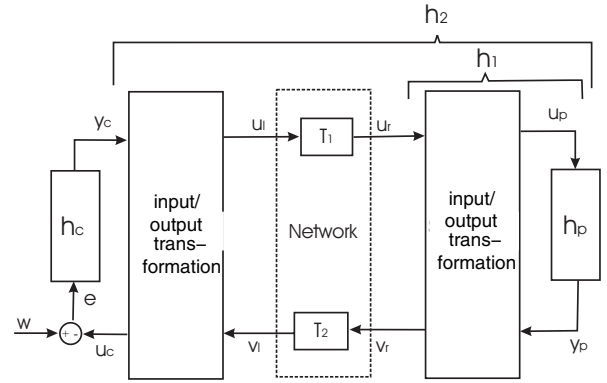 h2
h1
yc
ul
T1
ur
up
hc
input/
output
trans-
formation
Network
input/
output
trans-
formation
hp
e
w
+ -
uc
vl
T2
vr
yp